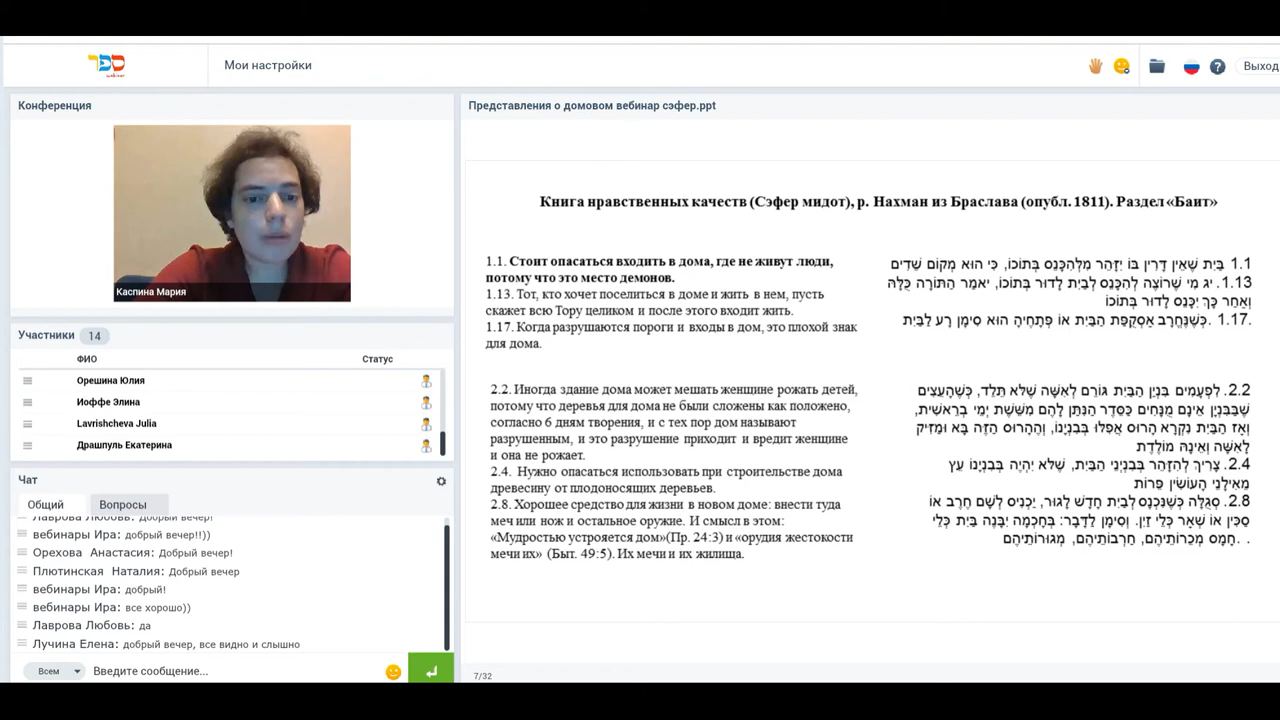 ספר
webinar
Мои настройки
Выход
Конференция
Представления о домовом вебинар сэфер.ppt
Каспина Мария
Участники 14
ФИО Статус
Орешина Юлия
Иоффе Элина
Lavrishcheva Julia
Драшпуль Екатерина
Чат
Общий Вопросы
Лаврова Любовь: Добрый вечер!
вебинары Ира: добрый вечер!!))
Орехова Анастасия: Добрый вечер!
Плютинская Наталия: Добрый вечер
вебинары Ира: добрый!
вебинары Ира: все хорошо))
Лаврова Любовь: да
Лучина Елена: добрый вечер, все видно и слышно
Всем Введите сообщение...
Книга нравственных качеств (Сэфер мидот), р. Нахман из Браслава (опубл. 1811). Раздел «Баит»
1.1. Стоит опасаться входить в дома, где не живут люди,
потому что это место демонов.
1.13. Тот, кто хочет поселиться в доме и жить в нем, пусть
скажет всю Тору целиком и после этого входит жить.
1.17. Когда разрушаются пороги и входы в дом, это плохой знак
для дома.
2.2. Иногда здание дома может мешать женщине рожать детей,
потому что деревья для дома не были сложены как положено,
согласно 6 дням творения, и с тех пор дом называют
разрушенным, и это разрушение приходит и вредит женщине
и она не рожает.
2.4. Нужно опасаться использовать при строительстве дома
древесину от плодоносящих деревьев.
2.8. Хорошее средство для жизни в новом доме: внести туда
меч или нож и остальное оружие. И смысл в этом:
«Мудростью устрояется дом»(Пр. 24:3) и «орудия жестокости
мечи их» (Быт. 49:5). Их мечи и их жилища.
1.1 בַּיִת שֶׁאֵין דָּרִין בּוֹ יִזָּהֵר מִלְּהִכָּנֵס בְּתוֹכוֹ, כִּי הוּא מְקוֹם שֵׁדִים
1.13. יג מִי שֶׁרוֹצֶה לְהִכָּנֵס לְבַיִת לָדוּר בְּתוֹכוֹ, יֹאמַר הַתּוֹרָה כֻּלָּהּ
וְאַחַר כָּךְ יִכָּנֵס לָדוּר בְּתוֹכוֹ
1.17. כְּשֶׁנֶּחֱרָב אַסְקֻפַּת הַבַּיִת אוֹ פְּתָחֶיהָ הוּא סִימָן רַע לַבַּיִת.
2.2 לִפְעָמִים בִּנְיַן הַבַּיִת גּוֹרֵם לְאִשָּׁה שֶׁלֹּא תֵּלֵד, כְּשֶׁהָעֵצִים
שֶׁבַּבִּנְיָן אֵינָם מֻנָּחִים כַּסֵּדֶר הַנִּתָּן לָהֶם מִשֵּׁשֶׁת יְמֵי בְרֵאשִׁית,
וְאָז הַבַּיִת נִקְרָא הָרוּס אֲפִלּוּ בְּבִנְיָנוֹ, וְהֶהָרוּס הַזֶּה בָּא וּמַזִּיק
לְאִשָּׁה וְאֵינָהּ מוֹלֶדֶת
2.4 צָרִיךְ לְהִזָּהֵר בְּבִנְיְנֵי הַבַּיִת, שֶׁלֹּא יִהְיֶה בְּבִנְיָנוֹ עֵץ
מֵאִילָנֵי הָעוֹשִׂין פֵּרוֹת
2.8 סְגֻלָּה כְּשֶׁנִּכְנָס לְבַיִת חָדָשׁ לָגוּר, יַכְנִיס לְשָׁם חֶרֶב אוֹ
סַכִּין אוֹ שְׁאָר כְּלֵי זַיִן. וְסִימָן לַדָּבָר: בְּחָכְמָה יִבָּנֶה בַּיִת כְּלֵי
חָמָס מְכֵרוֹתֵיהֶם, חַרְבוֹתֵיהֶם, מְגוּרוֹתֵיהֶם. .
7/32